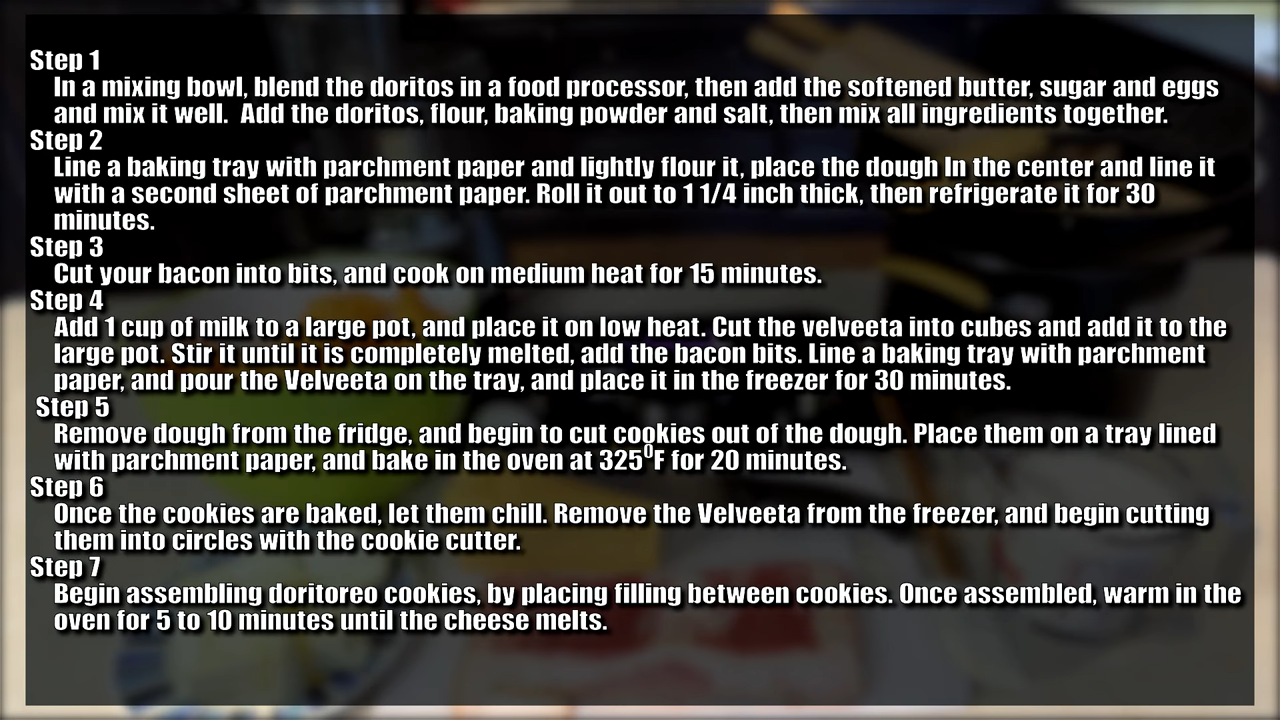 Step 1
In a mixing bowl, blend the doritos in a food processor, then add the softened butter, sugar and eggs
and mix it well.  Add the doritos, flour, baking powder and salt, then mix all ingredients together.
Step 2
Line a baking tray with parchment paper and lightly flour it, place the dough In the center and line it
with a second sheet of parchment paper. Roll it out to 1 1/4 inch thick, then refrigerate it for 30
minutes.
Step 3
Cut your bacon into bits, and cook on medium heat for 15 minutes.
Step 4
Add 1 cup of milk to a large pot, and place it on low heat. Cut the velveeta into cubes and add it to the
large pot. Stir it until it is completely melted, add the bacon bits. Line a baking tray with parchment
paper, and pour the Velveeta on the tray, and place it in the freezer for 30 minutes.
Step 5
Remove dough from the fridge, and begin to cut cookies out of the dough. Place them on a tray lined
with parchment paper, and bake in the oven at 325⁰F for 20 minutes.
Step 6
Once the cookies are baked, let them chill. Remove the Velveeta from the freezer, and begin cutting
them into circles with the cookie cutter.
Step 7
Begin assembling doritoreo cookies, by placing filling between cookies. Once assembled, warm in the
oven for 5 to 10 minutes until the cheese melts.